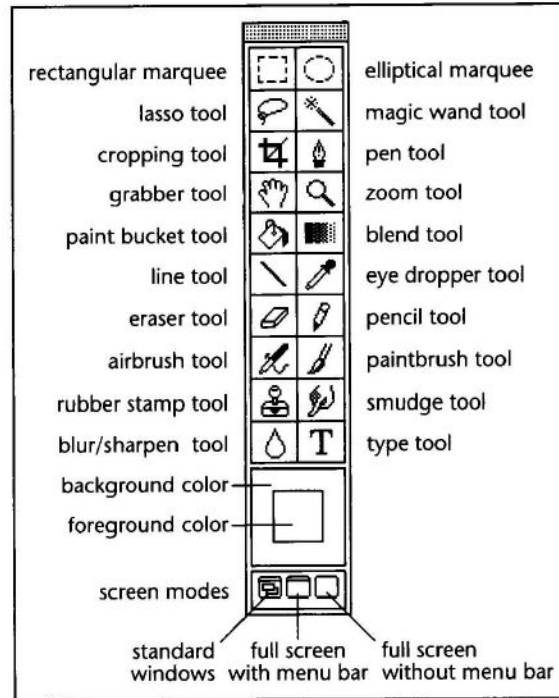 rectangular marquee
elliptical marquee
lasso tool
magic wand tool
cropping tool
pen tool
grabber tool
zoom tool
paint bucket tool
blend tool
line tool
eye dropper tool
eraser tool
pencil tool
airbrush tool
paintbrush tool
rubber stamp tool
smudge tool
blur/sharpen tool
T
type tool
background color
foreground color
screen modes
standard
windows
full screen
with menu bar
full screen
without menu bar